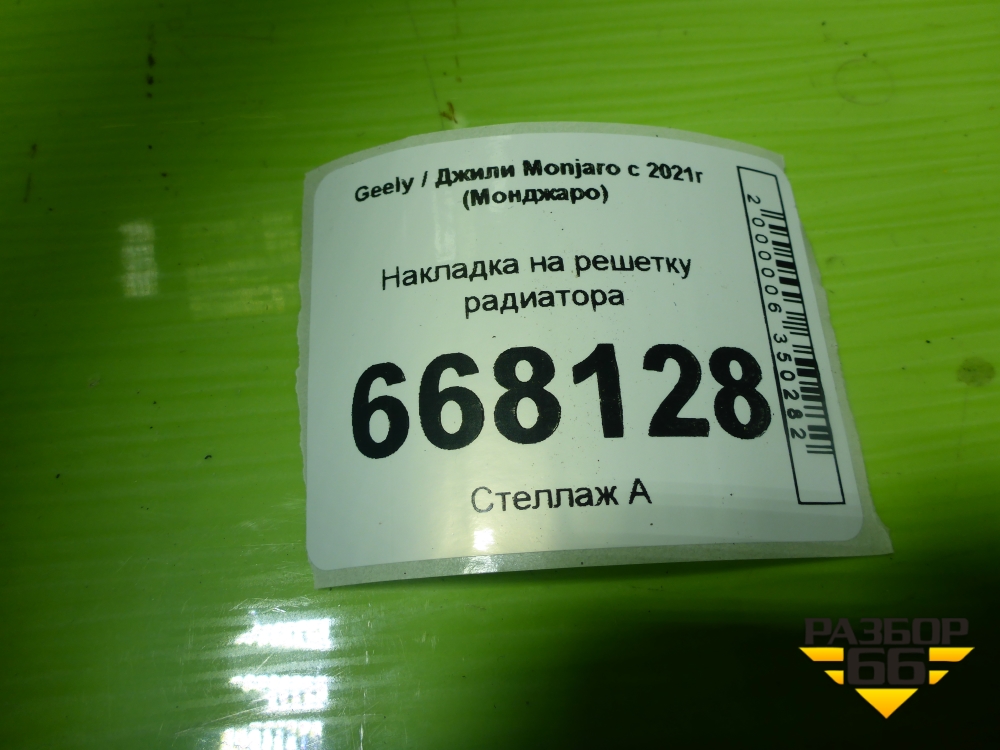 Geely / Джили Monjaro с 2021г
(Монджаро)
Накладка на решетку
радиатора
668128
Стеллаж А
2000006350282
РАЗБОР
66